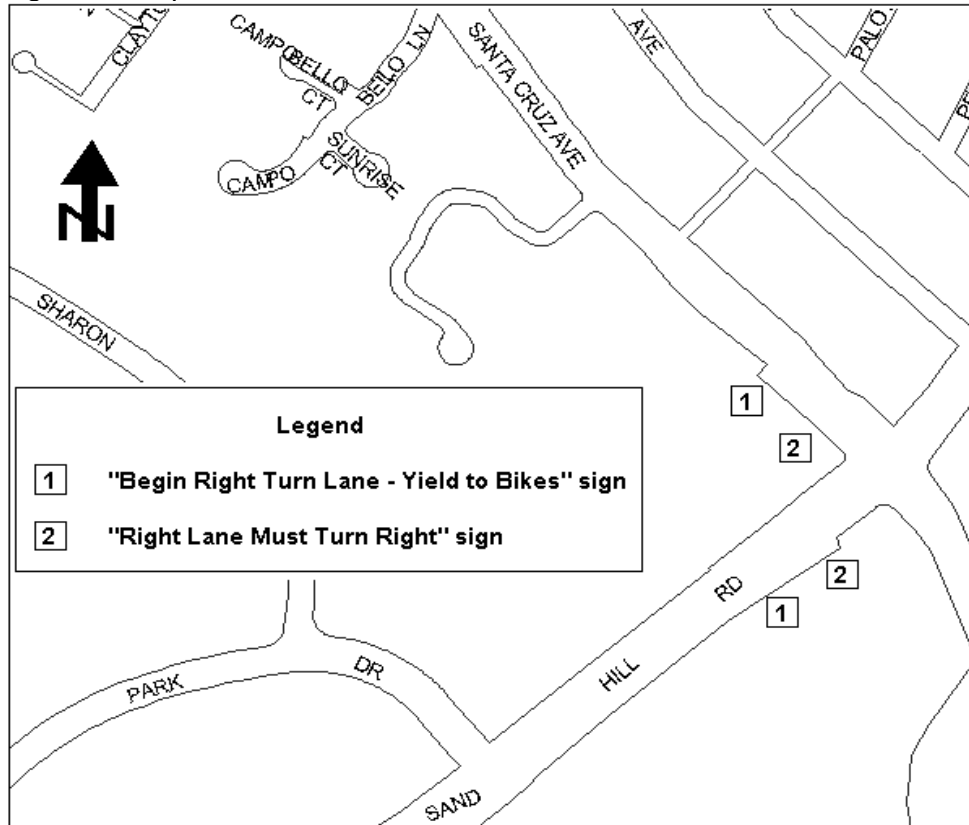 CLAYTO
CAMPO
BELLO
CT
BELLO LN
SANTA CRUZ AVE
AVE
PALO
PE
SUNRISE
CT
CAMPO
N
SHARON
1
2
Legend
1 "Begin Right Turn Lane - Yield to Bikes" sign
2 "Right Lane Must Turn Right" sign
2
1
RD
HILL
DR
PARK
SAND